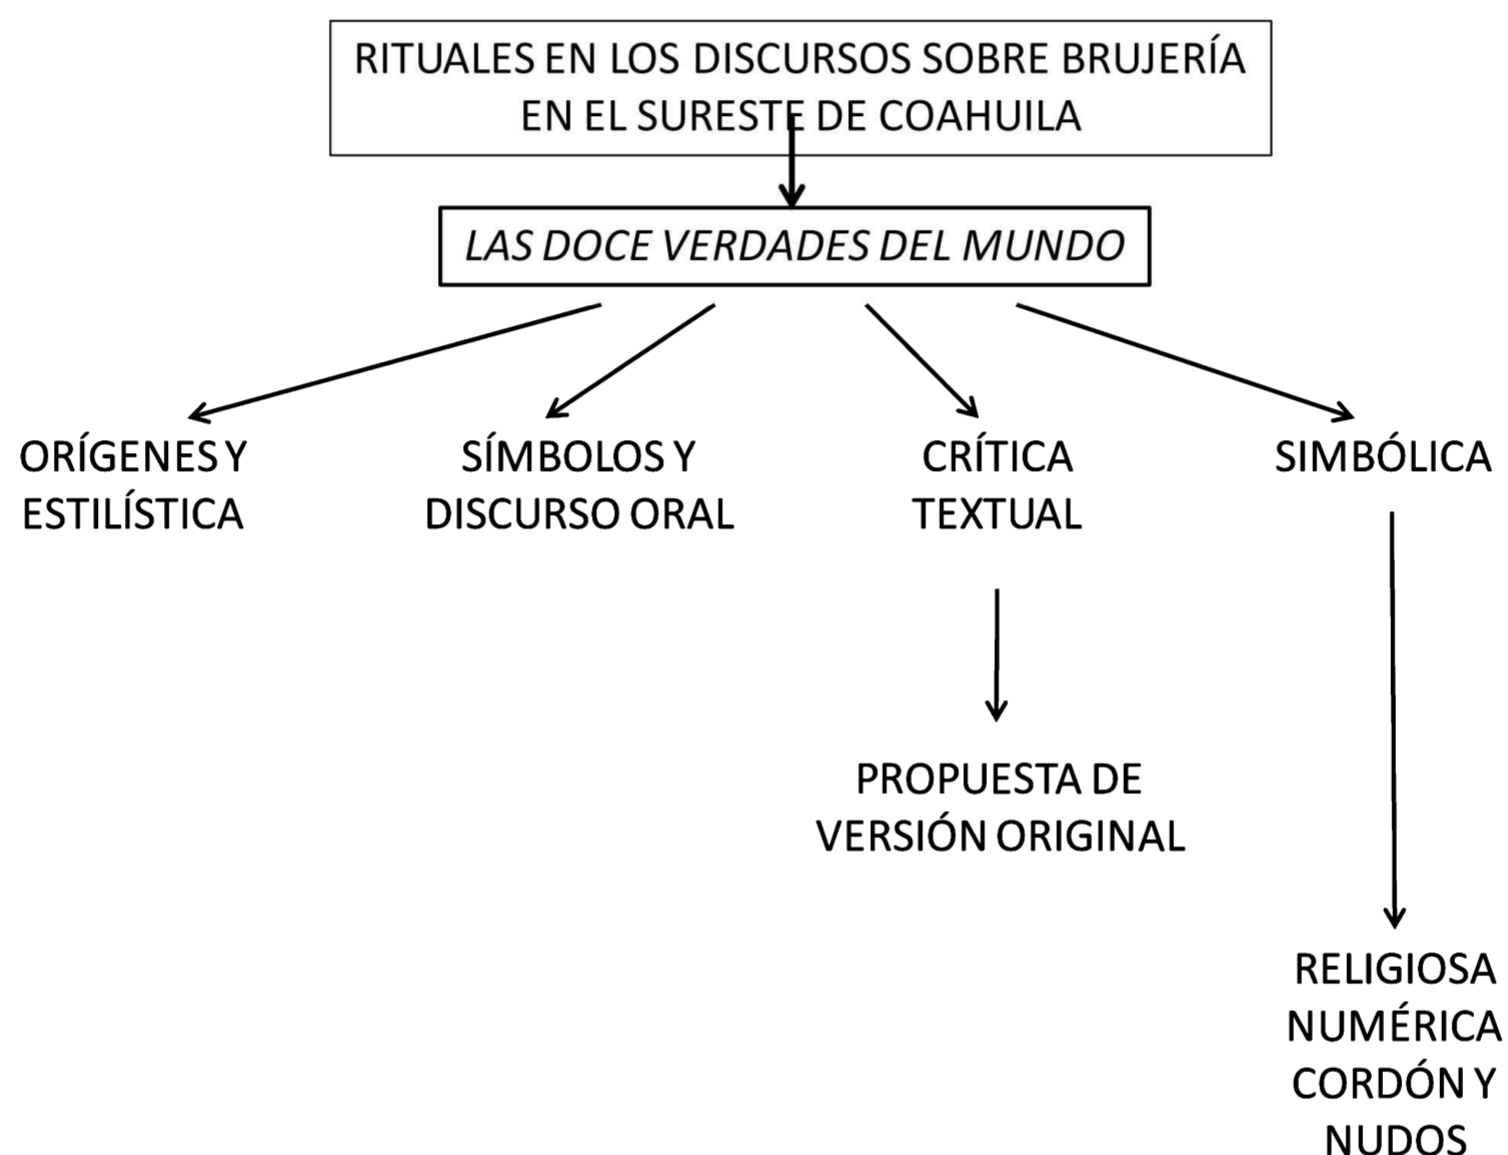 RITUALES EN LOS DISCURSOS SOBRE BRUJERÍA
EN EL SURESTE DE COAHUILA
LAS DOCE VERDADES DEL MUNDO
ORÍGENES Y
ESTILÍSTICA
SÍMBOLOS Y
DISCURSO ORAL
CRÍTICA
TEXTUAL
SIMBÓLICA
PROPUESTA DE
VERSIÓN ORIGINAL
RELIGIOSA
NUMÉRICA
CORDÓN Y
NUDOS